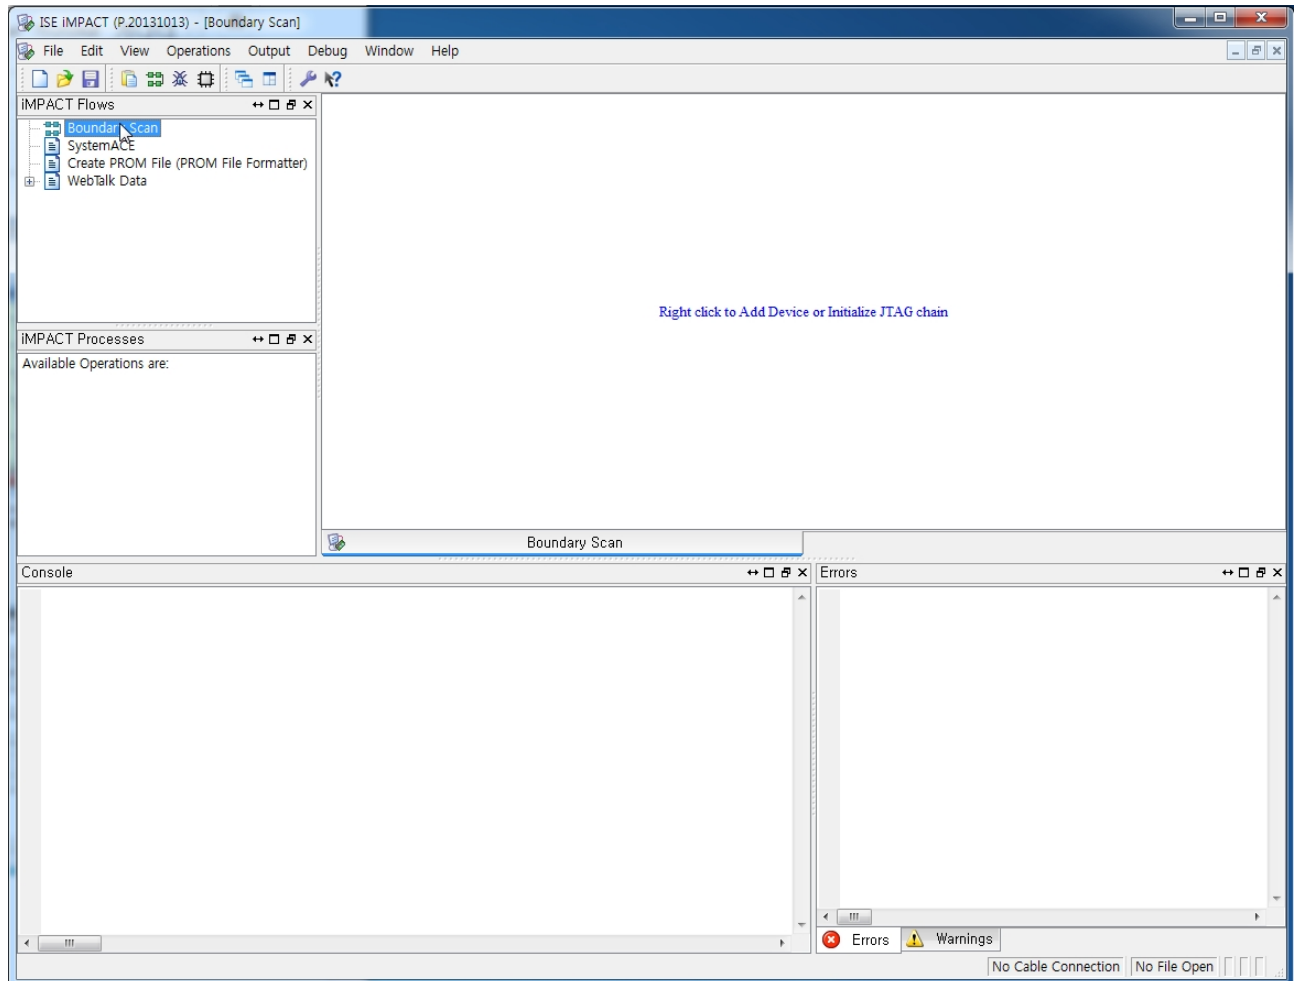 ISE iMPACT (P.20131013) - [Boundary Scan]
File Edit View Operations Output Debug Window Help
iMPACT Flows
Boundary Scan
SystemACE
Create PROM File (PROM File Formatter)
WebTalk Data
Right click to Add Device or Initialize JTAG chain
iMPACT Processes
Available Operations are:
Boundary Scan
Console
Errors
Errors
Warnings
No Cable Connection
No File Open